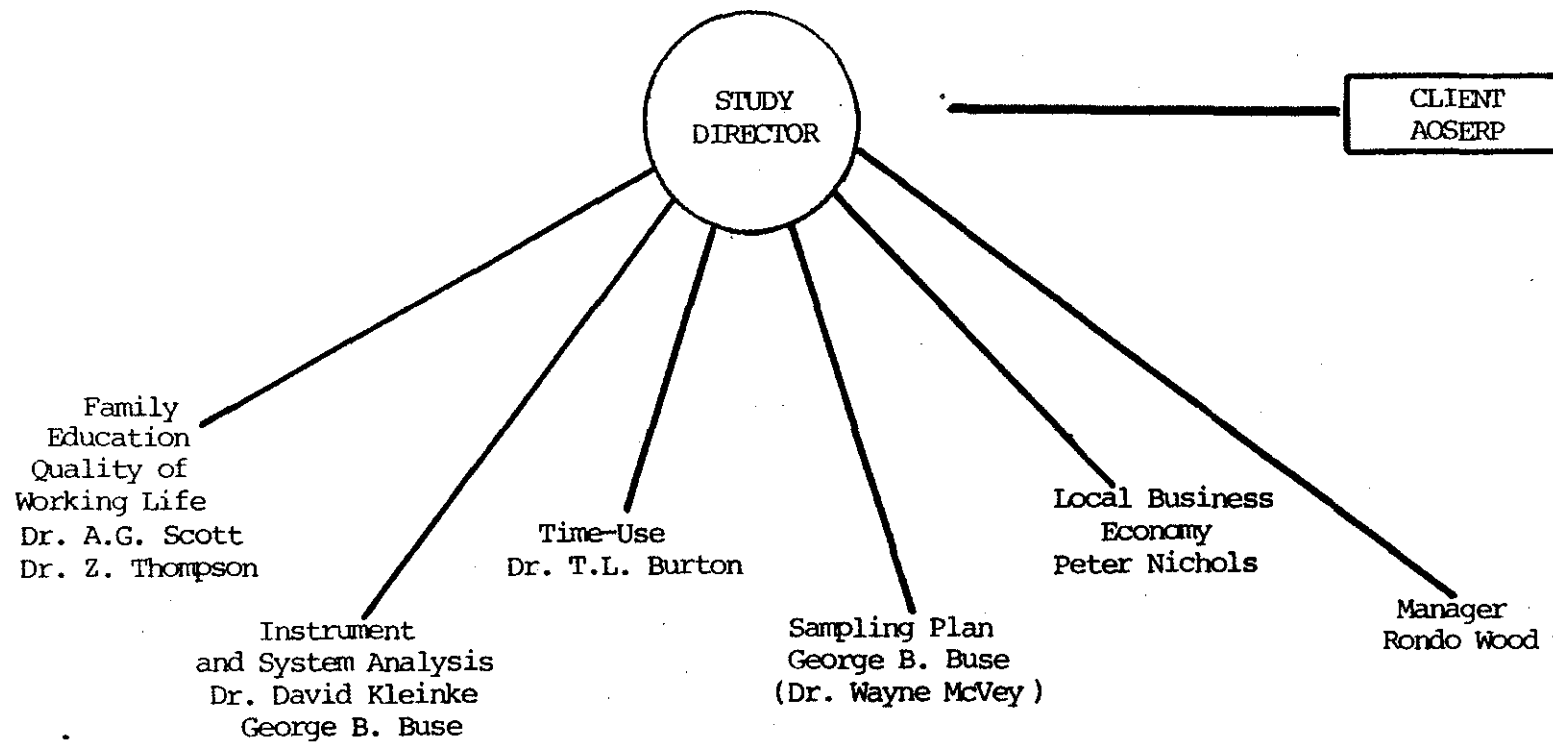 STUDY
DIRECTOR
CLIENT
AOSERP
Family
Education
Quality of
Working Life
Dr. A.G. Scott
Dr. Z. Thompson
Instrument
and System Analysis
Dr. David Kleinke
George B. Buse
Time-Use
Dr. T.L. Burton
Sampling Plan
George B. Buse
(Dr. Wayne McVey)
Local Business
Economy
Peter Nichols
Manager
Rondo Wood